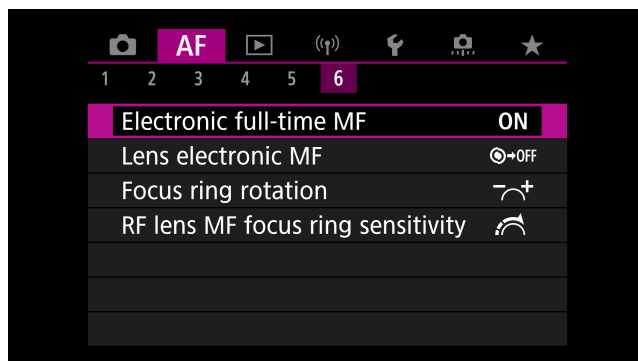 AF
1 2 3 4 5 6
Electronic full-time MF ON
Lens electronic MF →OFF
Focus ring rotation - +
RF lens MF focus ring sensitivity